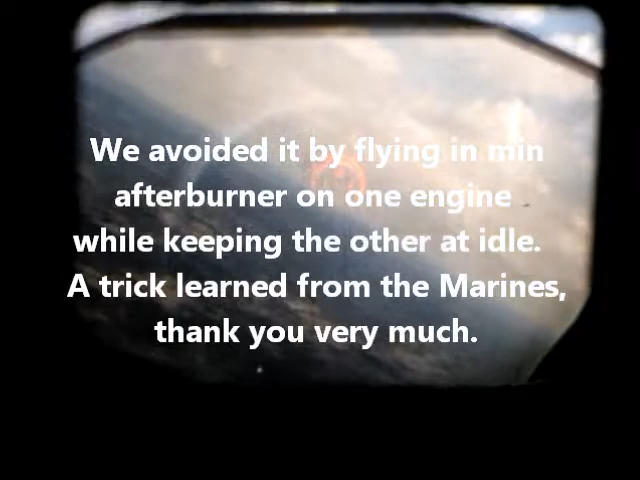 We avoided it by flying in min
afterburner on one engine
while keeping the other at idle.
A trick learned from the Marines,
thank you very much.